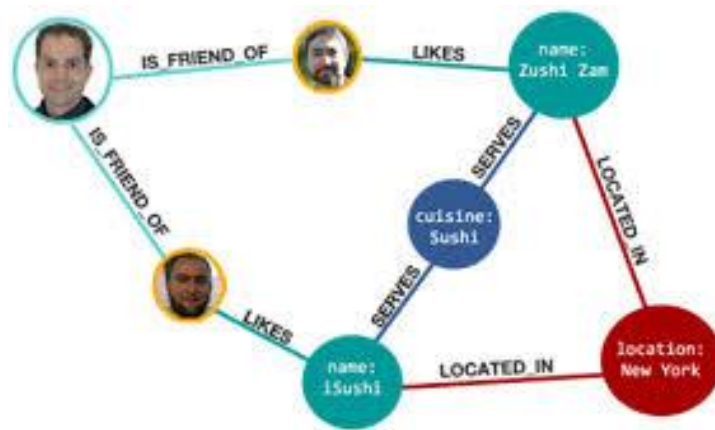 IS_FRIEND_OF
LIKES
name:
Zushi Zam
IS_FRIEND_OF
SERVES
LOCATED_IN
cuisine:
Sushi
SERVES
LIKES
name:
iSushi
LOCATED_IN
location:
New York